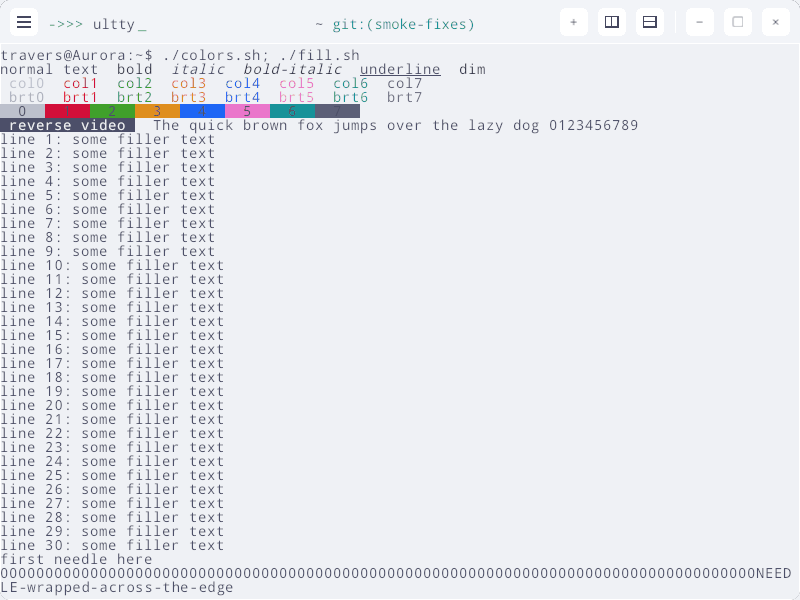 ->>> ultty_ ~ git:(smoke-fixes) + − □ ×
travers@Aurora:~$ ./colors.sh; ./fill.sh
normal text  bold  italic  bold-italic  underline  dim
 col0  col1  col2  col3  col4  col5  col6  col7
 brt0  brt1  brt2  brt3  brt4  brt5  brt6  brt7
  0    2    3    4    5    6    7
 reverse video   The quick brown fox jumps over the lazy dog 0123456789
line 1: some filler text
line 2: some filler text
line 3: some filler text
line 4: some filler text
line 5: some filler text
line 6: some filler text
line 7: some filler text
line 8: some filler text
line 9: some filler text
line 10: some filler text
line 11: some filler text
line 12: some filler text
line 13: some filler text
line 14: some filler text
line 15: some filler text
line 16: some filler text
line 17: some filler text
line 18: some filler text
line 19: some filler text
line 20: some filler text
line 21: some filler text
line 22: some filler text
line 23: some filler text
line 24: some filler text
line 25: some filler text
line 26: some filler text
line 27: some filler text
line 28: some filler text
line 29: some filler text
line 30: some filler text
first needle here
000000000000000000000000000000000000000000000000000000000000000000000000000000000000NEED
LE-wrapped-across-the-edge